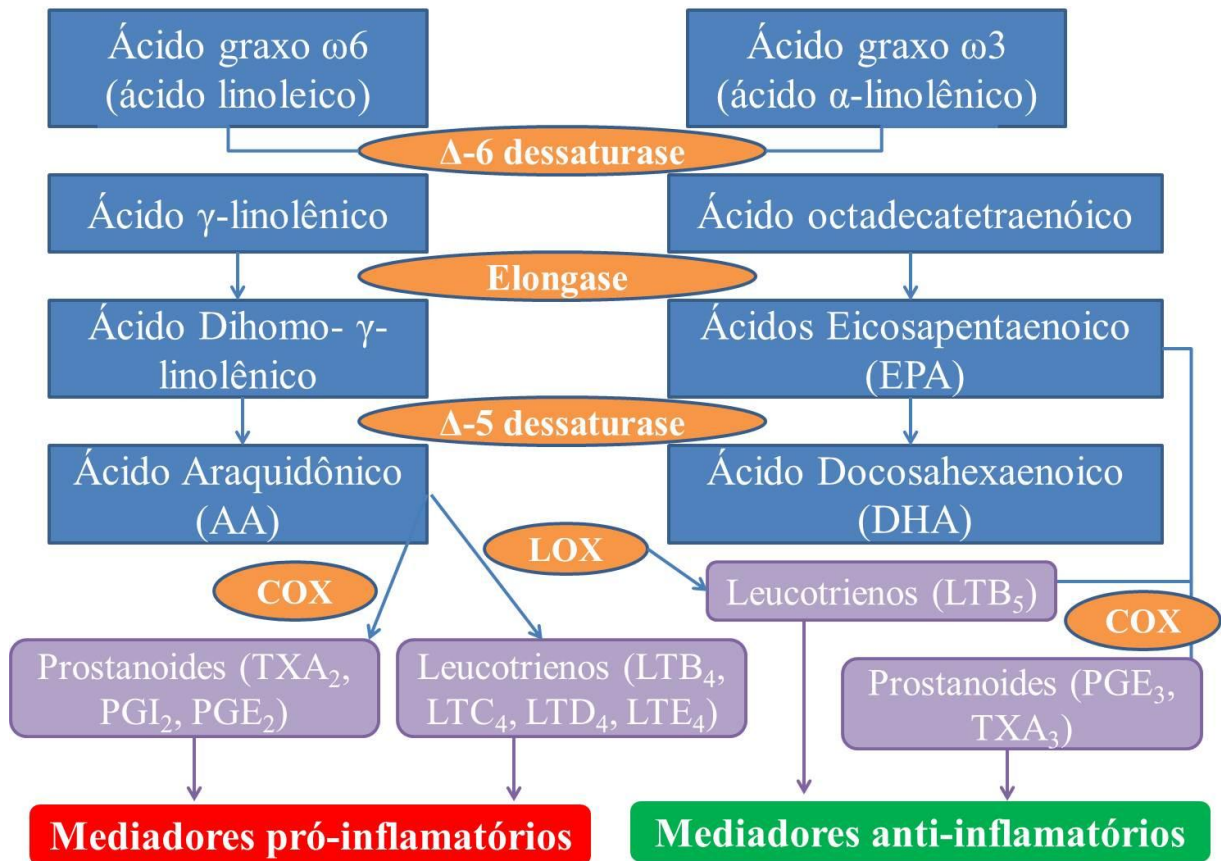 Ácido graxo ω6
(ácido linoleico)
Ácido graxo ω3
(ácido α-linolênico)
Δ-6 dessaturase
Ácido γ-linolênico
Ácido octadecatetraenóico
Elongase
Ácido Dihomo- γ-
linolênico
Ácidos Eicosapentaenoico
(EPA)
Δ-5 dessaturase
Ácido Araquidônico
(AA)
Ácido Docosahexaenoico
(DHA)
LOX
COX
Leucotrienos (LTB₅)
COX
Prostanoides (TXA₂,
PGI₂, PGE₂)
Leucotrienos (LTB₄,
LTC₄, LTD₄, LTE₄)
Prostanoides (PGE₃,
TXA₃)
Mediadores pró-inflamatórios
Mediadores anti-inflamatórios